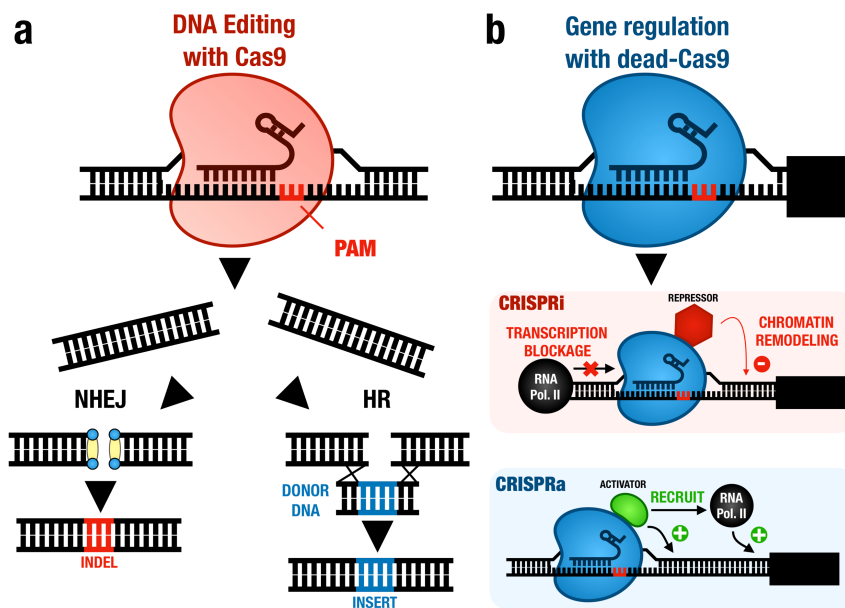 a
DNA Editing
with Cas9
PAM
NHEJ
HR
DONOR
DNA
INDEL
INSERT
b
Gene regulation
with dead-Cas9
CRISPRi
REPRESSOR
TRANSCRIPTION
BLOCKAGE
CHROMATIN
REMODELING
RNA
Pol. II
CRISPRa
ACTIVATOR
RECRUIT
RNA
Pol. II